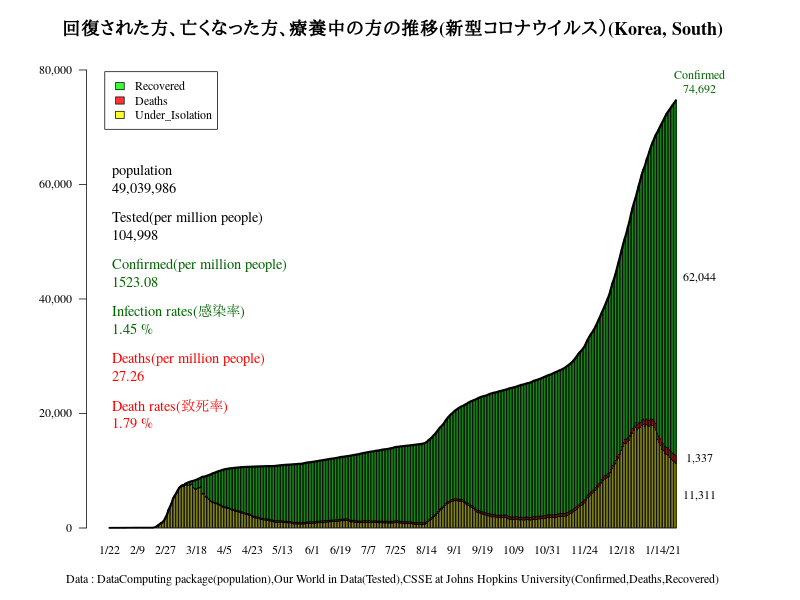 回復された方、亡くなった方、療養中の方の推移(新型コロナウイルス）(Korea, South)
Confirmed
74,692
80,000
60,000
40,000
20,000
0
Recovered
Deaths
Under_Isolation
population
49,039,986
Tested(per million people)
104,998
Confirmed(per million people)
1523.08
Infection rates(感染率)
1.45 %
Deaths(per million people)
27.26
Death rates(致死率)
1.79 %
62,044
1,337
11,311
1/22 2/9 2/27 3/18 4/5 4/23 5/13 6/1 6/19 7/7 7/25 8/14 9/1 9/19 10/9 10/31 11/24 12/18 1/14/21
Data : DataComputing package(population),Our World in Data(Tested),CSSE at Johns Hopkins University(Confirmed,Deaths,Recovered)